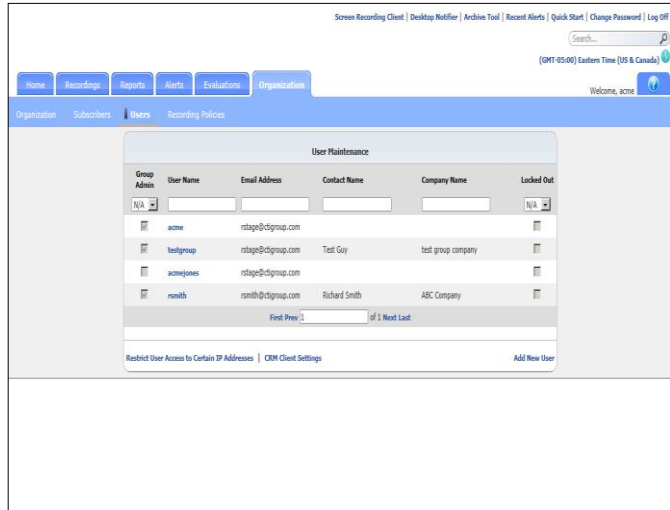 Screen Recording Client | Desktop Notifier | Archive Tool | Recent Alerts | Quick Start | Change Password | Log Off
Search...
(GMT-05:00) Eastern Time (US & Canada)
Home Recordings Reports Alerts Evaluations Organization
Welcome, acme
Organization Subscribers Users Recording Policies
User Maintenance
Group Admin User Name Email Address Contact Name Company Name Locked Out
N/A N/A
acme rstage@ctigroup.com
testgroup rstage@ctigroup.com Test Guy test group company
acmejones rstage@ctigroup.com
rsmith rsmith@ctigroup.com Richard Smith ABC Company
First Prev 1 of 1 Next Last
Restrict User Access to Certain IP Addresses | CRM Client Settings Add New User